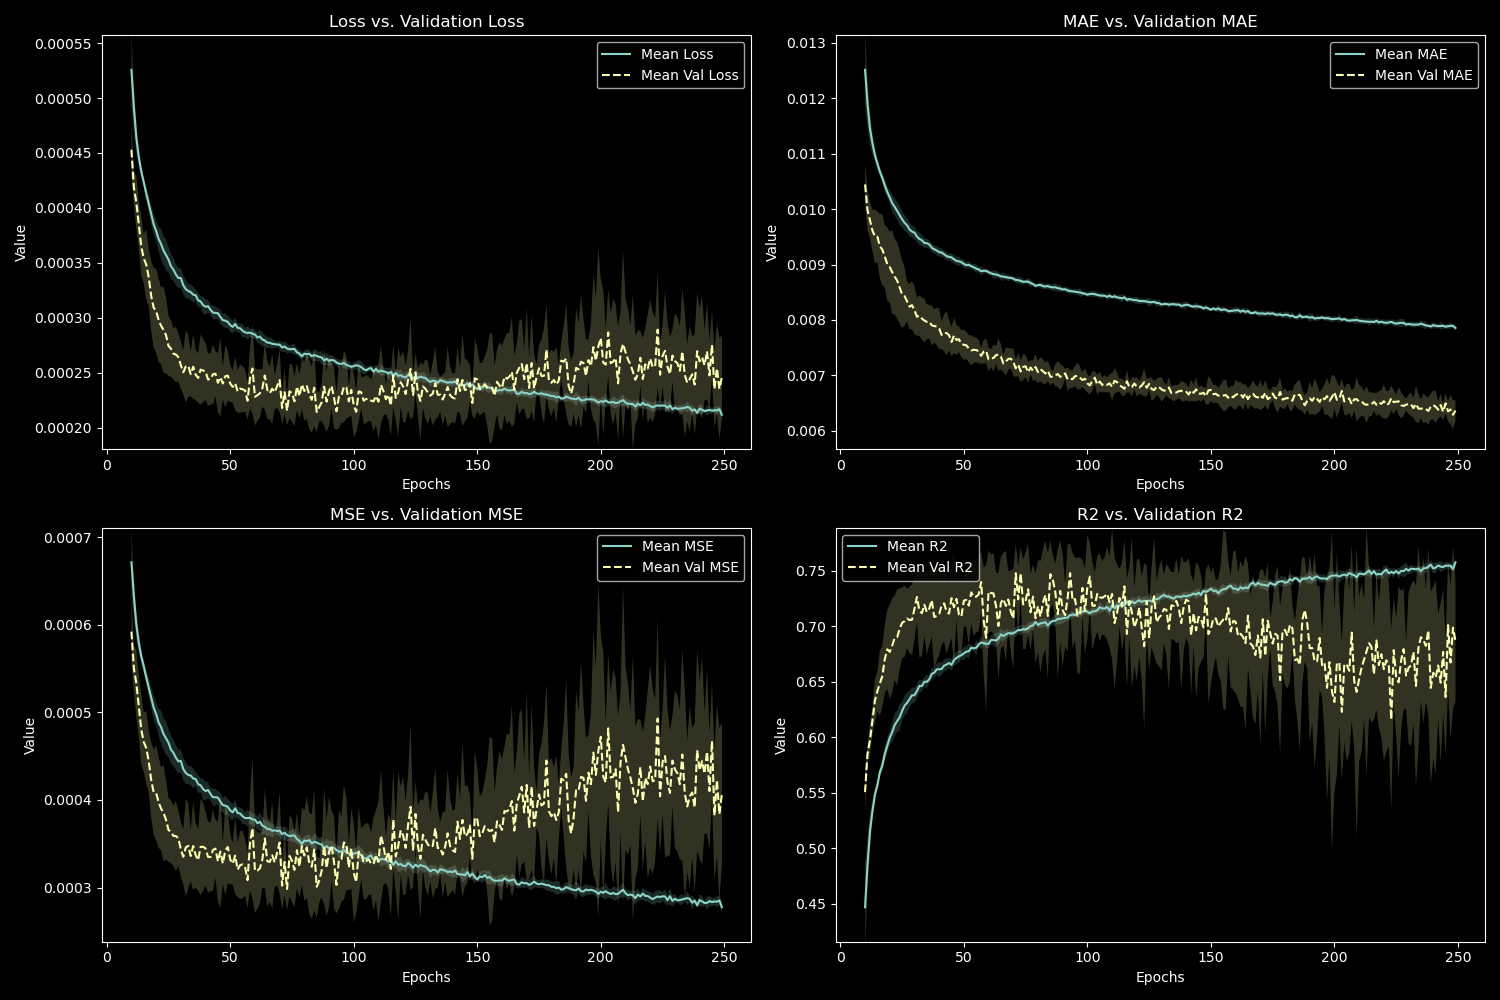 Loss vs. Validation Loss
Value
0.00055
0.00050
0.00045
0.00040
0.00035
0.00030
0.00025
0.00020
Mean Loss
Mean Val Loss
0
50
100
150
200
250
Epochs
MAE vs. Validation MAE
Value
0.013
0.012
0.011
0.010
0.009
0.008
0.007
0.006
Mean MAE
Mean Val MAE
0
50
100
150
200
250
Epochs
MSE vs. Validation MSE
Value
0.0007
0.0006
0.0005
0.0004
0.0003
Mean MSE
Mean Val MSE
0
50
100
150
200
250
Epochs
R2 vs. Validation R2
Value
0.75
0.70
0.65
0.60
0.55
0.50
0.45
Mean R2
Mean Val R2
0
50
100
150
200
250
Epochs